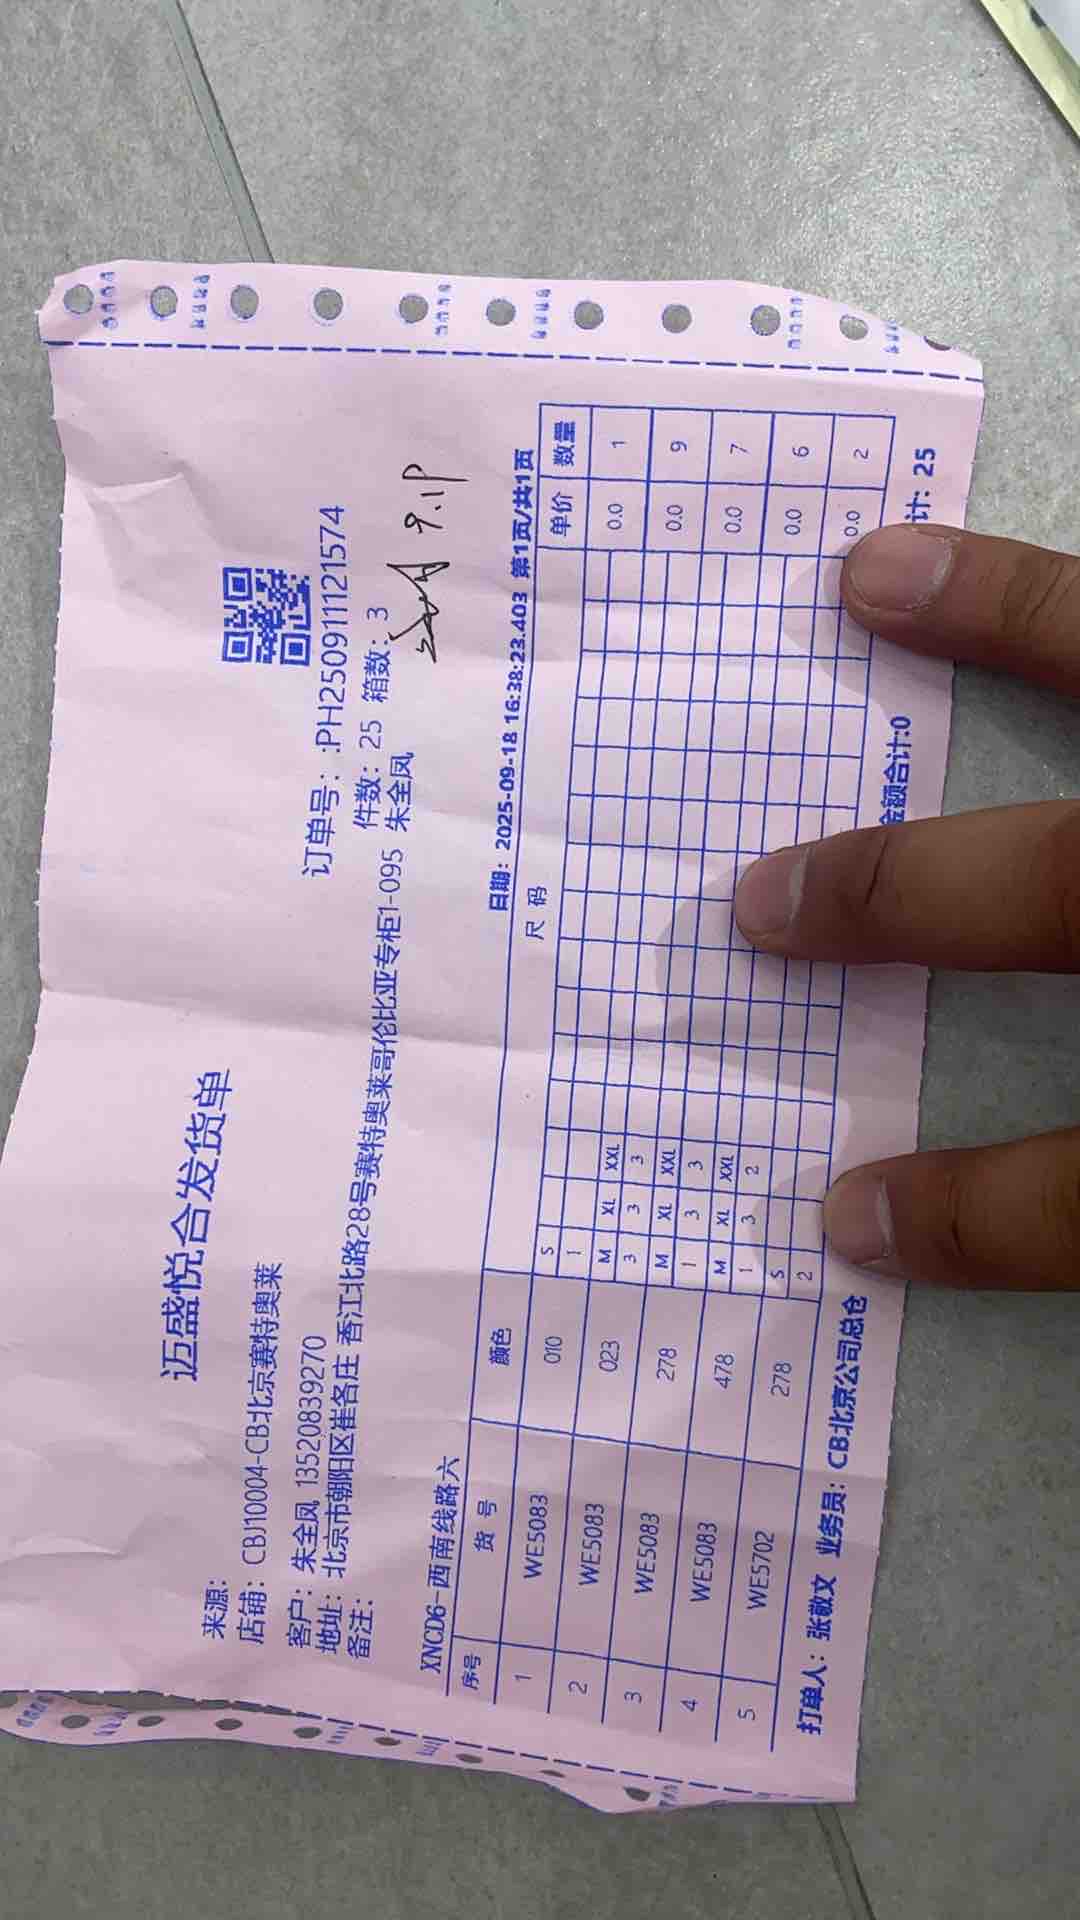 迈盛悦合发货单
来源:
店铺: CBJ10004-CB北京赛特奥莱
订单号: :PH2509111121574
客户: 朱全凤 13520839270
件数: 25 箱数: 3
地址: 北京市朝阳区崔各庄 香江北路28号赛特奥莱哥伦比亚专柜1-095 朱全凤
备注:
XNCD6-西南线路六
日期: 2025-09-18 16:38:23.403 第1页/共1页
序号 货号 颜色 尺码 单价 数量
S
1 WE5083 010 1 0.0 1
M XL XXL
2 WE5083 023 3 3 3 0.0 9
M XL XXL
3 WE5083 278 1 3 3 0.0 7
M XL XXL
4 WE5083 478 1 3 2 0.0 6
S
5 WE5702 278 2 0.0 2
打单人: 张敬文 业务员: CB北京公司总仓 金额合计:0 计: 25